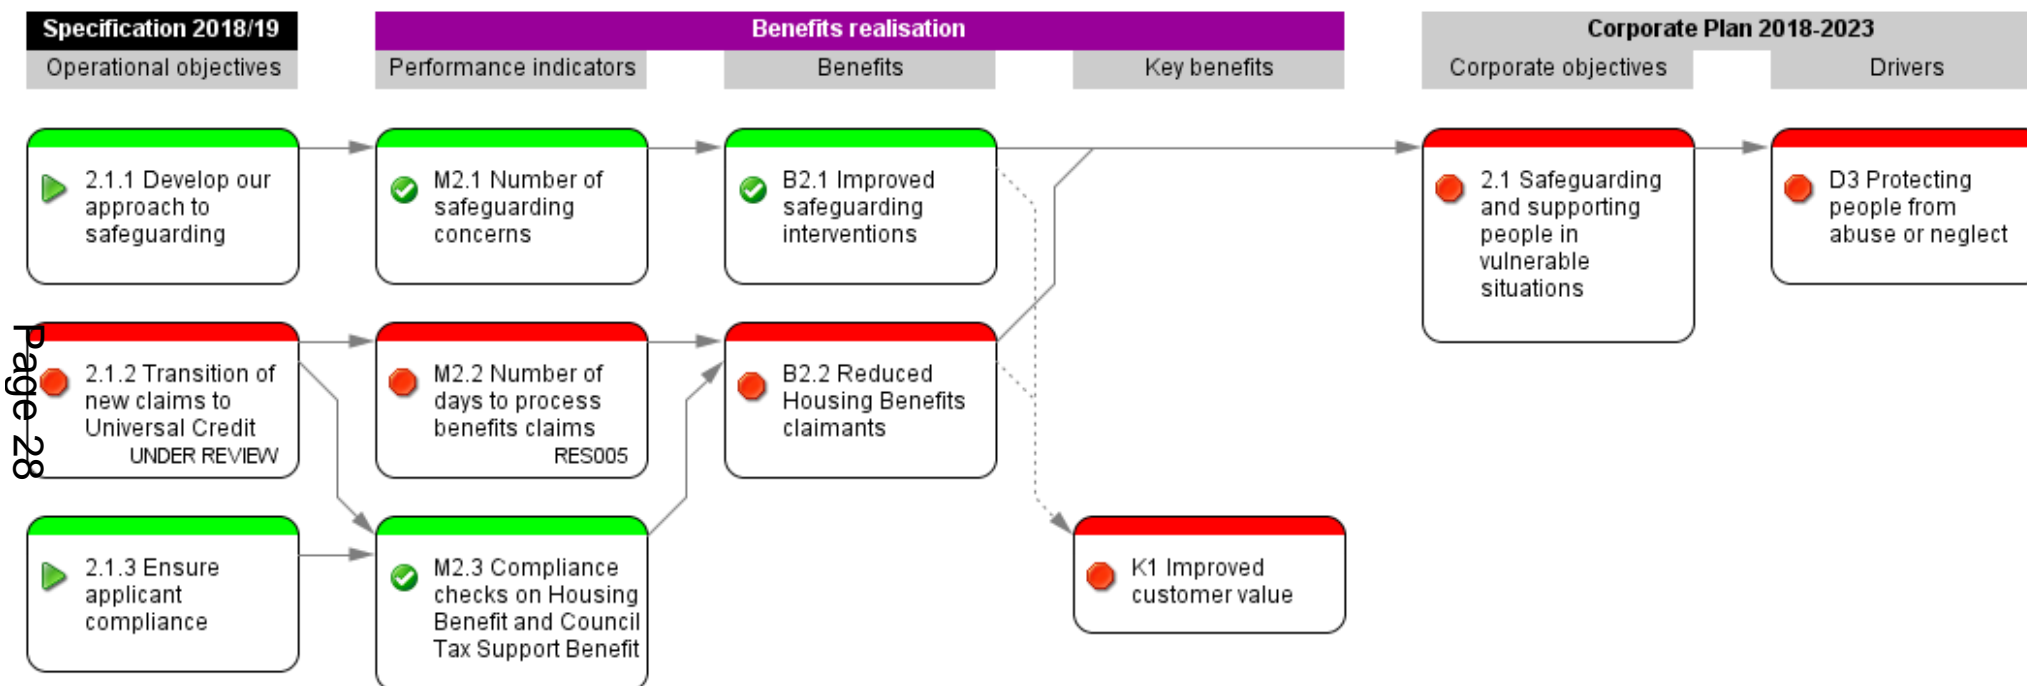 Specification 2018/19
Benefits realisation
Corporate Plan 2018-2023
Operational objectives
Performance indicators
Benefits
Key benefits
Corporate objectives
Drivers
2.1.1 Develop our
approach to
safeguarding
M2.1 Number of
safeguarding
concerns
B2.1 Improved
safeguarding
interventions
2.1 Safeguarding
and supporting
people in
vulnerable
situations
D3 Protecting
people from
abuse or neglect
Page 28
2.1.2 Transition of
new claims to
Universal Credit
UNDER REVIEW
M2.2 Number of
days to process
benefits claims
RES005
B2.2 Reduced
Housing Benefits
claimants
2.1.3 Ensure
applicant
compliance
M2.3 Compliance
checks on Housing
Benefit and Council
Tax Support Benefit
K1 Improved
customer value